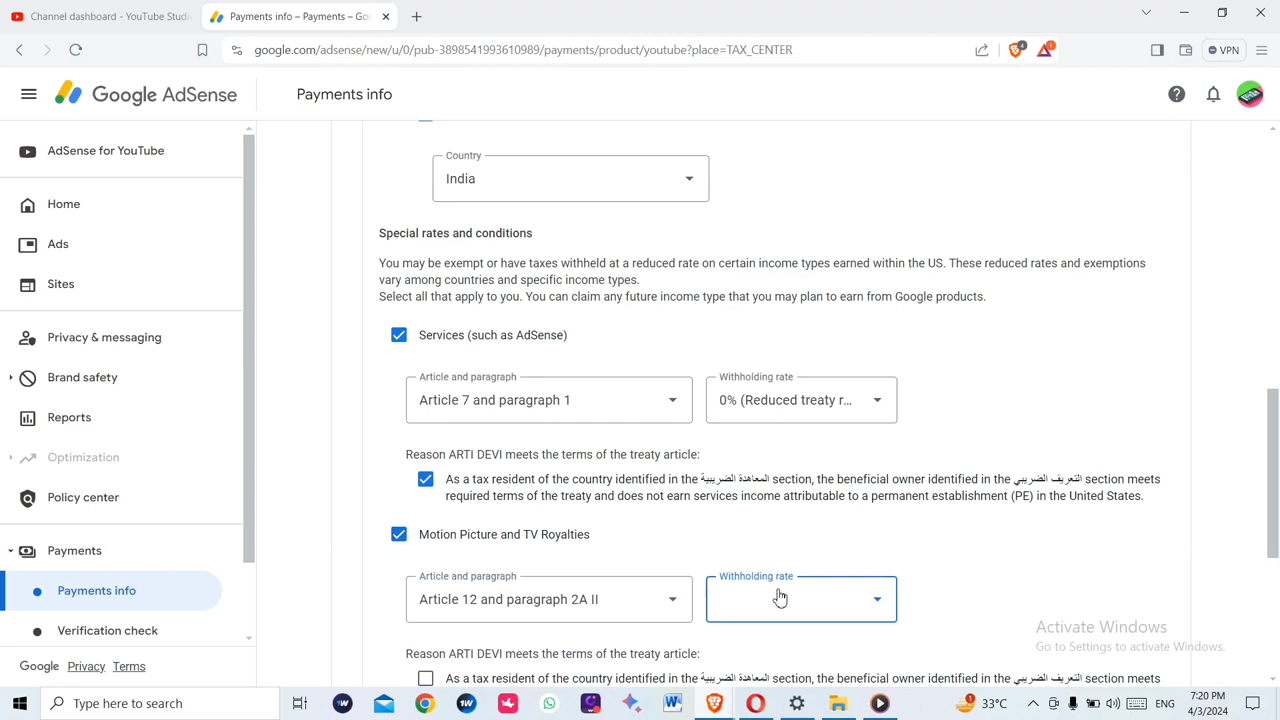 Channel dashboard - YouTube Studi
Payments info – Payments – Goo
google.com/adsense/new/u/0/pub-3898541993610989/payments/product/youtube?place=TAX_CENTER
4
1
VPN
Google AdSense
Payments info
AdSense for YouTube
Home
Ads
Sites
Privacy & messaging
Brand safety
Reports
Optimization
Policy center
Payments
Payments info
Verification check
Google Privacy Terms
Country
India
Special rates and conditions
You may be exempt or have taxes withheld at a reduced rate on certain income types earned within the US. These reduced rates and exemptions
vary among countries and specific income types.
Select all that apply to you. You can claim any future income type that you may plan to earn from Google products.
Services (such as AdSense)
Article and paragraph
Article 7 and paragraph 1
Withholding rate
0% (Reduced treaty r...
Reason ARTI DEVI meets the terms of the treaty article:
As a tax resident of the country identified in the المعاهدة الضريبية section, the beneficial owner identified in the التعريف الضريبي section meets
required terms of the treaty and does not earn services income attributable to a permanent establishment (PE) in the United States.
Motion Picture and TV Royalties
Article and paragraph
Article 12 and paragraph 2A II
Withholding rate
Reason ARTI DEVI meets the terms of the treaty article:
As a tax resident of the country identified in the المعاهدة الضريبية section, the beneficial owner identified in the التعريف الضريبي section meets
Activate Windows
Go to Settings to activate Windows.
Type here to search
1
33°C
ENG
7:20 PM
4/3/2024